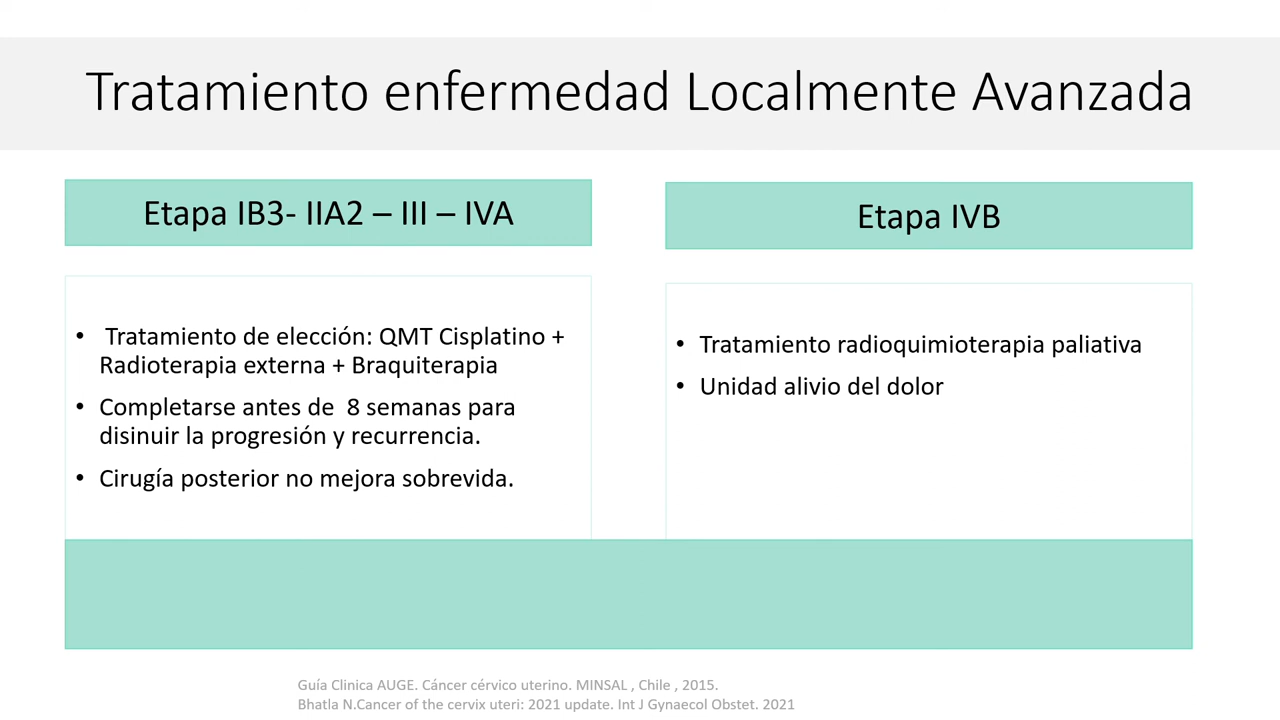 Tratamiento enfermedad Localmente Avanzada
Etapa IB3- IIA2 – III – IVA
• Tratamiento de elección: QMT Cisplatino +
Radioterapia externa + Braquiterapia
• Completarse antes de 8 semanas para
disinuir la progresión y recurrencia.
• Cirugía posterior no mejora sobrevida.
Etapa IVB
• Tratamiento radioquimioterapia paliativa
• Unidad alivio del dolor
Guía Clinica AUGE. Cáncer cérvico uterino. MINSAL , Chile , 2015.
Bhatla N.Cancer of the cervix uteri: 2021 update. Int J Gynaecol Obstet. 2021